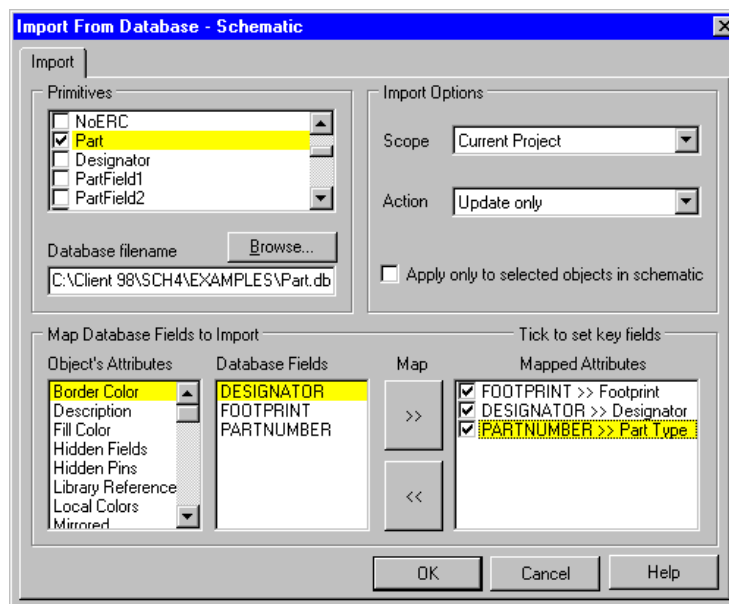 Import From Database - Schematic
Import
Primitives
NoERC
Part
Designator
PartField1
PartField2
Database filename
Browse...
C:\Client 98\SCH4\EXAMPLES\Part.db
Import Options
Scope
Current Project
Action
Update only
Apply only to selected objects in schematic
Map Database Fields to Import
Tick to set key fields
Object's Attributes
Border Color
Description
Fill Color
Hidden Fields
Hidden Pins
Library Reference
Local Colors
Mirrored
Database Fields
DESIGNATOR
FOOTPRINT
PARTNUMBER
Map
>>
<<
Mapped Attributes
FOOTPRINT >> Footprint
DESIGNATOR >> Designator
PARTNUMBER >> Part Type
OK
Cancel
Help